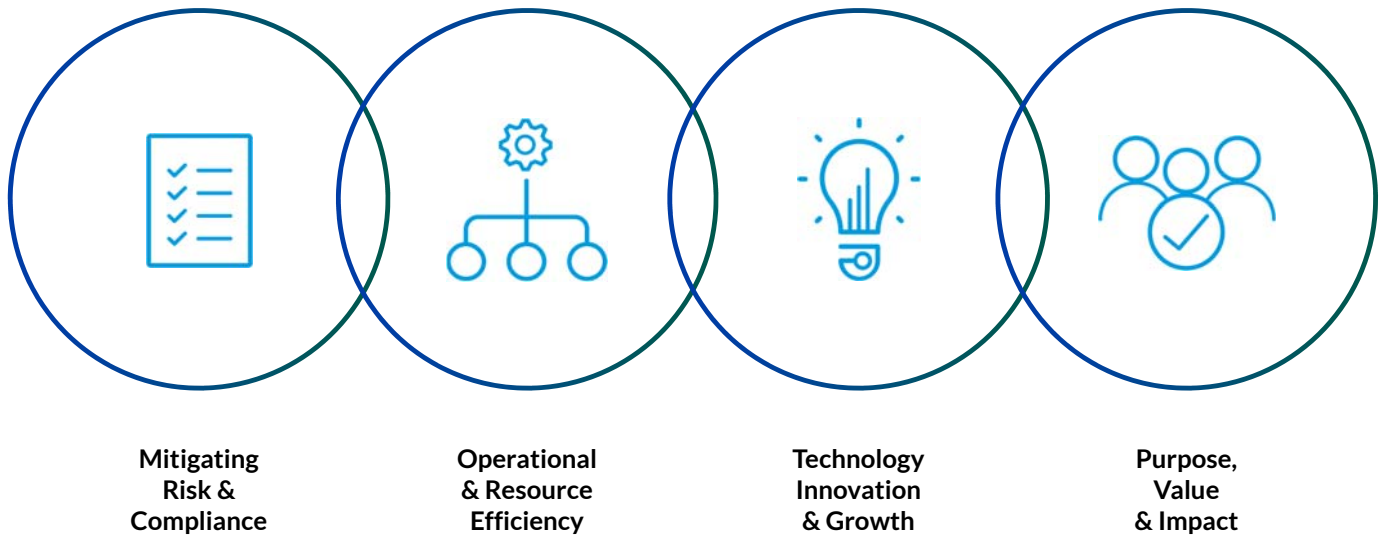 Mitigating
Risk &
Compliance
Operational
& Resource
Efficiency
Technology
Innovation
& Growth
Purpose,
Value
& Impact